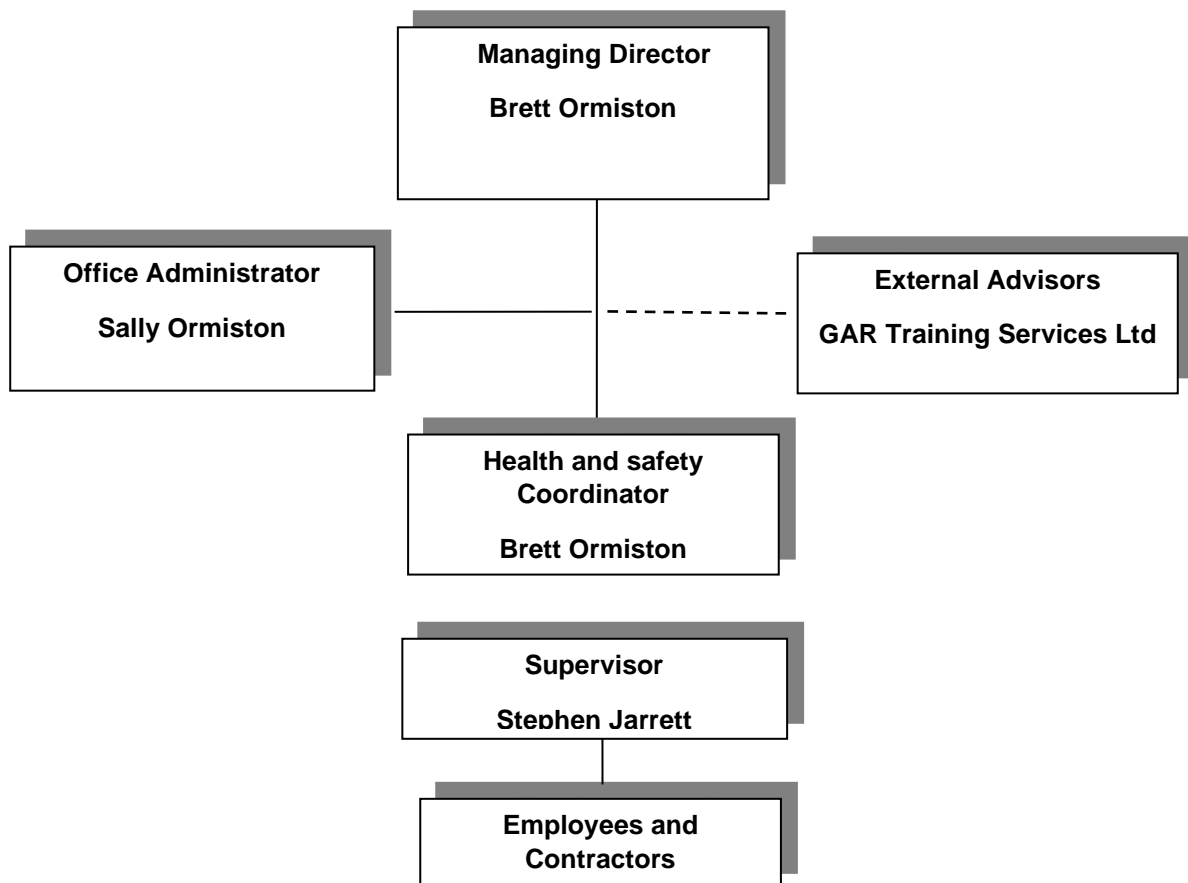 Managing Director
Brett Ormiston
Office Administrator
Sally Ormiston
External Advisors
GAR Training Services Ltd
Health and safety
Coordinator
Brett Ormiston
Supervisor
Stephen Jarrett
Employees and
Contractors